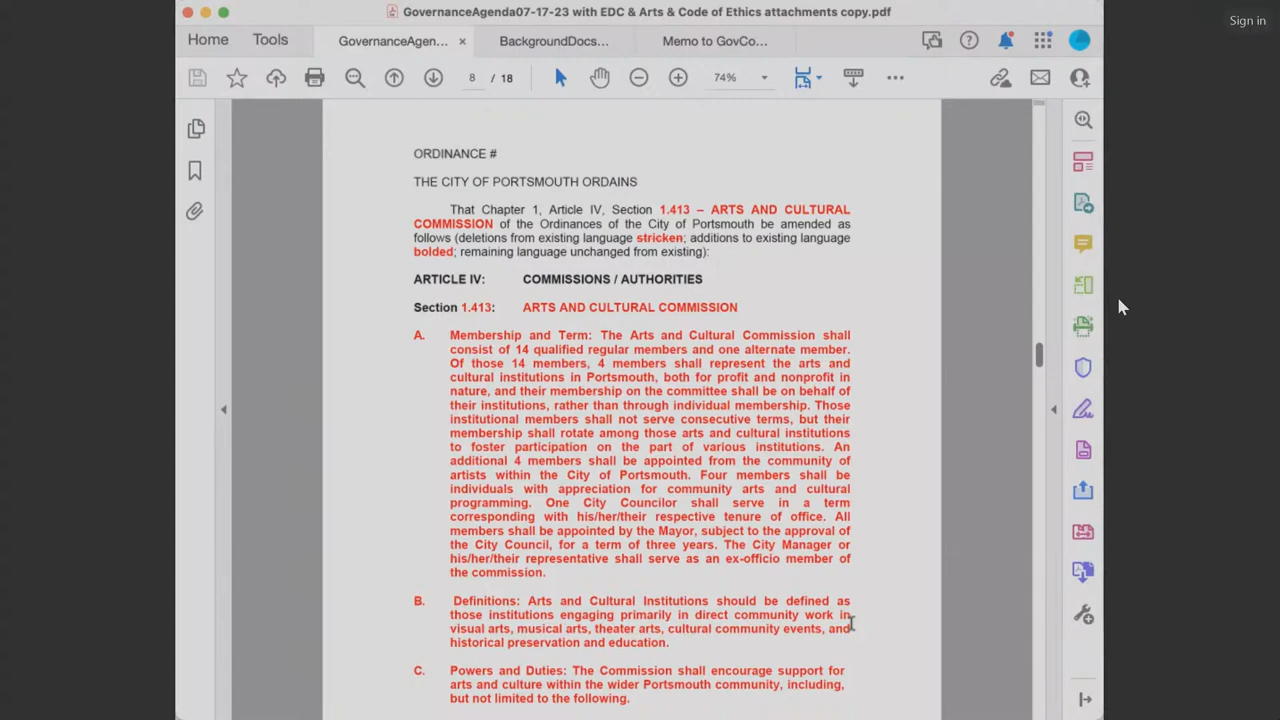 Sign in
GovernanceAgenda07-17-23 with EDC & Arts & Code of Ethics attachments copy.pdf
Home Tools GovernanceAgen... × BackgroundDocs... Memo to GovCo...
8 / 18 74%
ORDINANCE #
THE CITY OF PORTSMOUTH ORDAINS
That Chapter 1, Article IV, Section 1.413 – ARTS AND CULTURAL
COMMISSION of the Ordinances of the City of Portsmouth be amended as
follows (deletions from existing language stricken; additions to existing language
bolded; remaining language unchanged from existing):
ARTICLE IV: COMMISSIONS / AUTHORITIES
Section 1.413: ARTS AND CULTURAL COMMISSION
A. Membership and Term: The Arts and Cultural Commission shall
consist of 14 qualified regular members and one alternate member.
Of those 14 members, 4 members shall represent the arts and
cultural institutions in Portsmouth, both for profit and nonprofit in
nature, and their membership on the committee shall be on behalf of
their institutions, rather than through individual membership. Those
institutional members shall not serve consecutive terms, but their
membership shall rotate among those arts and cultural institutions
to foster participation on the part of various institutions. An
additional 4 members shall be appointed from the community of
artists within the City of Portsmouth. Four members shall be
individuals with appreciation for community arts and cultural
programming. One City Councilor shall serve in a term
corresponding with his/her/their respective tenure of office. All
members shall be appointed by the Mayor, subject to the approval of
the City Council, for a term of three years. The City Manager or
his/her/their representative shall serve as an ex-officio member of
the commission.
B. Definitions: Arts and Cultural Institutions should be defined as
those institutions engaging primarily in direct community work in
visual arts, musical arts, theater arts, cultural community events, and
historical preservation and education.
C. Powers and Duties: The Commission shall encourage support for
arts and culture within the wider Portsmouth community, including,
but not limited to the following.